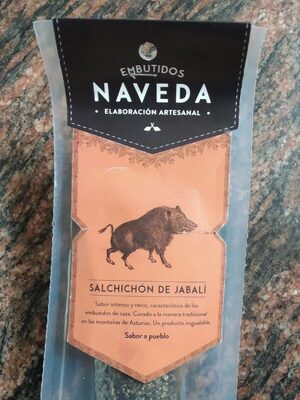 EMBUTIDOS
NAVEDA
• ELABORACIÓN ARTESANAL •
SALCHICHÓN DE JABALÍ
Sabor intenso y recio, característico de los
embutidos de caza. Curado a la manera tradicional
en las montañas de Asturias. Un producto inigualable.
Sabor a pueblo